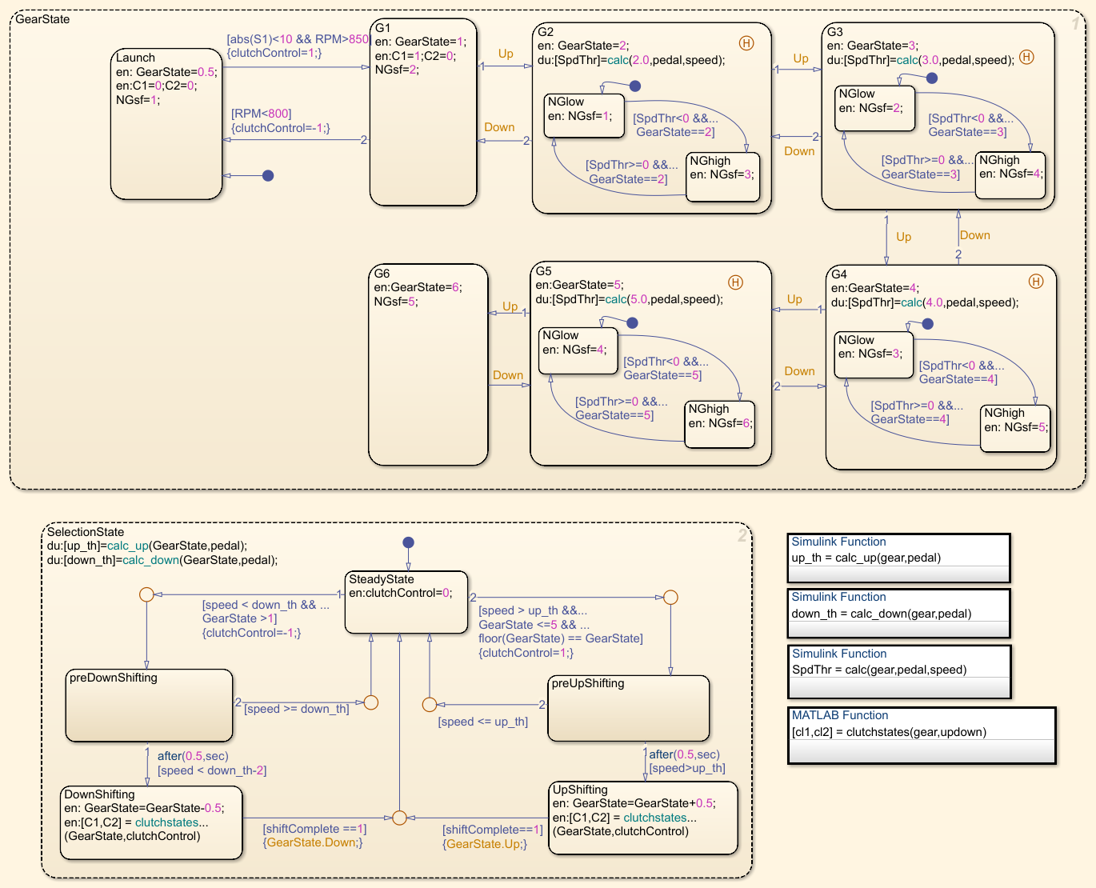 GearState
1
Launch
en: GearState=0.5;
en:C1=0;C2=0;
NGsf=1;
[abs(S1)<10 && RPM>850]
{clutchControl=1;}
[RPM<800]
{clutchControl=-1;}
2
G1
en: GearState=1;
en:C1=1;C2=0;
NGsf=2;
1
Up
Down
2
G2
en: GearState=2;
du:[SpdThr]=calc(2.0,pedal,speed);
H
NGlow
en: NGsf=1;
[SpdThr<0 &&...
GearState==2]
[SpdThr>=0 &&...
GearState==2]
NGhigh
en: NGsf=3;
1
Up
2
Down
G3
en: GearState=3;
du:[SpdThr]=calc(3.0,pedal,speed);
H
NGlow
en: NGsf=2;
[SpdThr<0 &&...
GearState==3]
[SpdThr>=0 &&...
GearState==3]
NGhigh
en: NGsf=4;
1
Up
Down
2
G6
en:GearState=6;
NGsf=5;
Up
1
Down
G5
en: GearState=5;
du:[SpdThr]=calc(5.0,pedal,speed);
H
NGlow
en: NGsf=4;
[SpdThr<0 &&...
GearState==5]
[SpdThr>=0 &&...
GearState==5]
NGhigh
en: NGsf=6;
Up
1
Down
2
G4
en:GearState=4;
du:[SpdThr]=calc(4.0,pedal,speed);
H
NGlow
en: NGsf=3;
[SpdThr<0 &&...
GearState==4]
[SpdThr>=0 &&...
GearState==4]
NGhigh
en: NGsf=5;
SelectionState
2
du:[up_th]=calc_up(GearState,pedal);
du:[down_th]=calc_down(GearState,pedal);
SteadyState
en:clutchControl=0;
1
[speed < down_th && ...
GearState >1]
{clutchControl=-1;}
2
[speed > up_th &&...
GearState <=5 && ...
floor(GearState) == GearState]
{clutchControl=1;}
preDownShifting
2
[speed >= down_th]
preUpShifting
2
[speed <= up_th]
1
after(0.5,sec)
[speed < down_th-2]
1
after(0.5,sec)
[speed>up_th]
DownShifting
en: GearState=GearState-0.5;
en:[C1,C2] = clutchstates...
(GearState,clutchControl)
[shiftComplete ==1]
{GearState.Down;}
[shiftComplete==1]
{GearState.Up;}
UpShifting
en: GearState=GearState+0.5;
en:[C1,C2] = clutchstates...
(GearState,clutchControl)
Simulink Function
up_th = calc_up(gear,pedal)
Simulink Function
down_th = calc_down(gear,pedal)
Simulink Function
SpdThr = calc(gear,pedal,speed)
MATLAB Function
[cl1,cl2] = clutchstates(gear,updown)